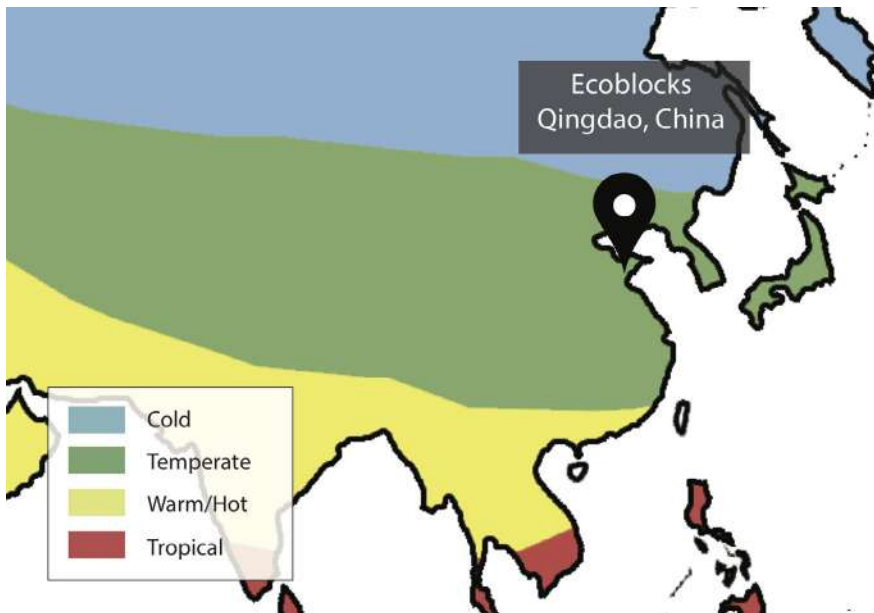 Ecoblocks
Qingdao, China
Cold
Temperate
Warm/Hot
Tropical